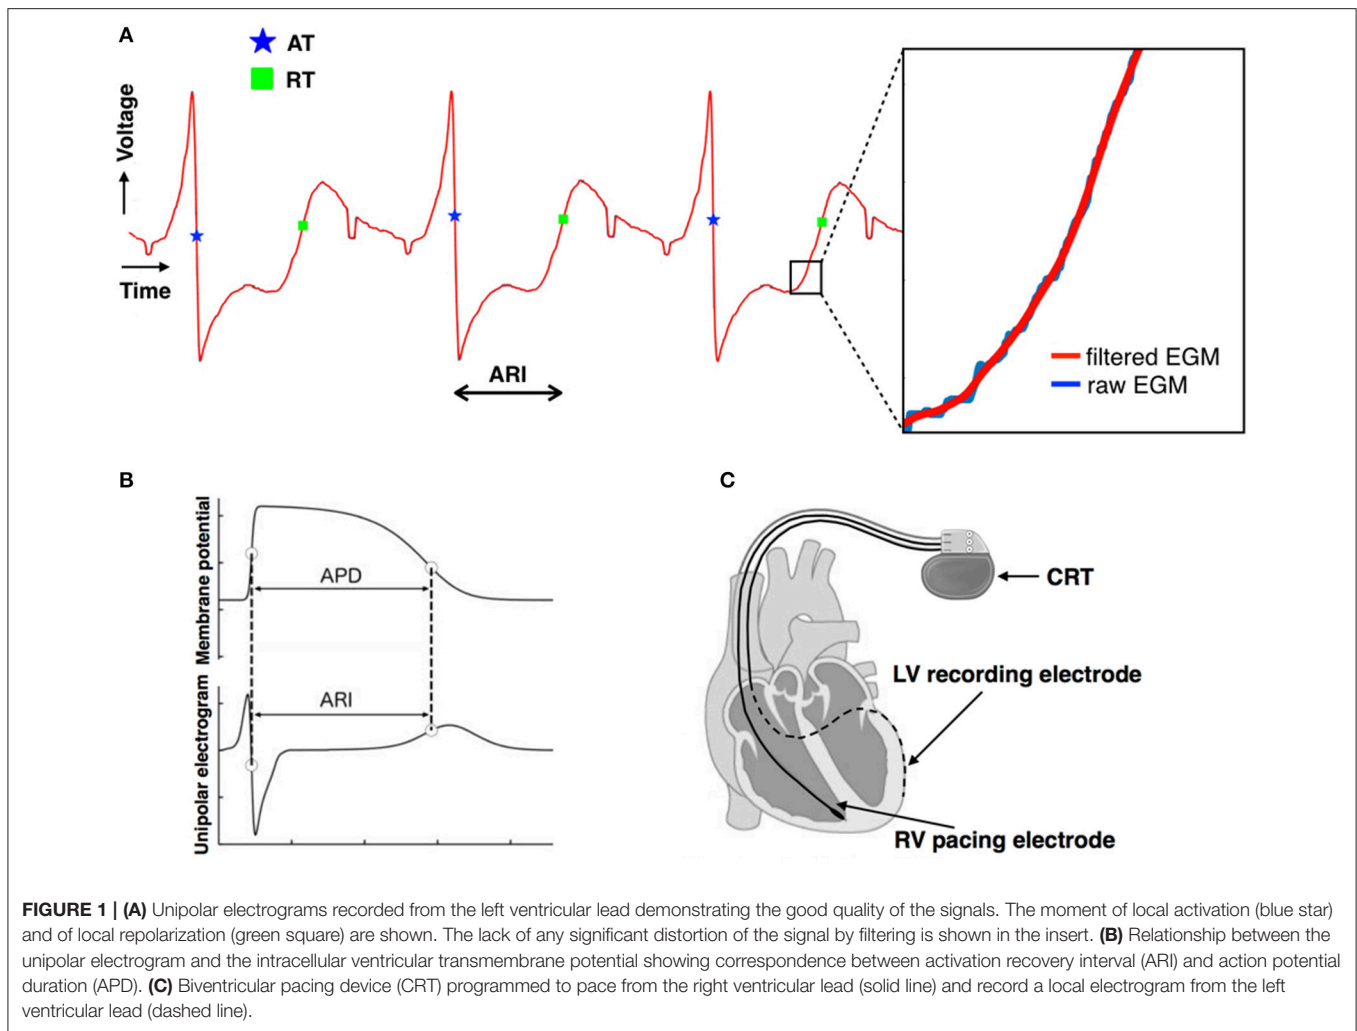 A
AT
RT
Voltage
Time
ARI
filtered EGM
raw EGM
B
Membrane potential
APD
Unipolar electrogram
ARI
C
CRT
LV recording electrode
RV pacing electrode
FIGURE 1 | (A) Unipolar electrograms recorded from the left ventricular lead demonstrating the good quality of the signals. The moment of local activation (blue star)
and of local repolarization (green square) are shown. The lack of any significant distortion of the signal by filtering is shown in the insert. (B) Relationship between the
unipolar electrogram and the intracellular ventricular transmembrane potential showing correspondence between activation recovery interval (ARI) and action potential
duration (APD). (C) Biventricular pacing device (CRT) programmed to pace from the right ventricular lead (solid line) and record a local electrogram from the left
ventricular lead (dashed line).